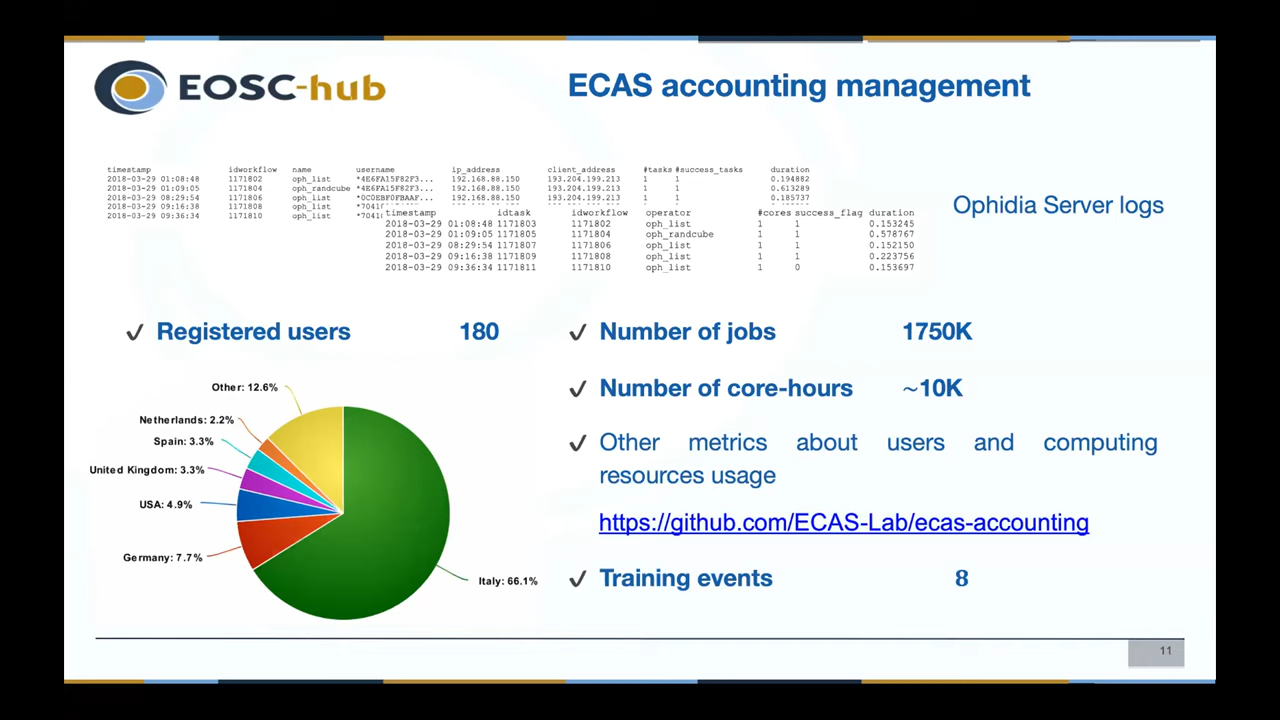 EOSC-hub
ECAS accounting management
timestamp idworkflow name username ip_address client_address #tasks #success_tasks duration
2018-03-29 01:08:48 1171802 oph_list *4E6FA15F82F3... 192.168.88.150 193.204.199.213 1 1 0.194882
2018-03-29 01:09:05 1171804 oph_randcube *4E6FA15F82F3... 192.168.88.150 193.204.199.213 1 1 0.613289
2018-03-29 08:29:54 1171806 oph_list *0C0EBF0FBAAF... 192.168.88.150 193.204.199.213 1 1 0.185737
2018-03-29 09:16:38 1171808 oph_list
2018-03-29 09:36:34 1171810 oph_list
timestamp idtask idworkflow operator #cores success_flag duration
2018-03-29 01:08:48 1171803 1171802 oph_list 1 1 0.153245
2018-03-29 01:09:05 1171805 1171804 oph_randcube 1 1 0.578767
2018-03-29 08:29:54 1171807 1171806 oph_list 1 1 0.152150
2018-03-29 09:16:38 1171809 1171808 oph_list 1 1 0.223756
2018-03-29 09:36:34 1171811 1171810 oph_list 1 0 0.153697
Ophidia Server logs
✓ Registered users 180
Other: 12.6%
Netherlands: 2.2%
Spain: 3.3%
United Kingdom: 3.3%
USA: 4.9%
Germany: 7.7%
Italy: 66.1%
✓ Number of jobs 1750K
✓ Number of core-hours ~10K
✓ Other metrics about users and computing
resources usage
https://github.com/ECAS-Lab/ecas-accounting
✓ Training events 8
11